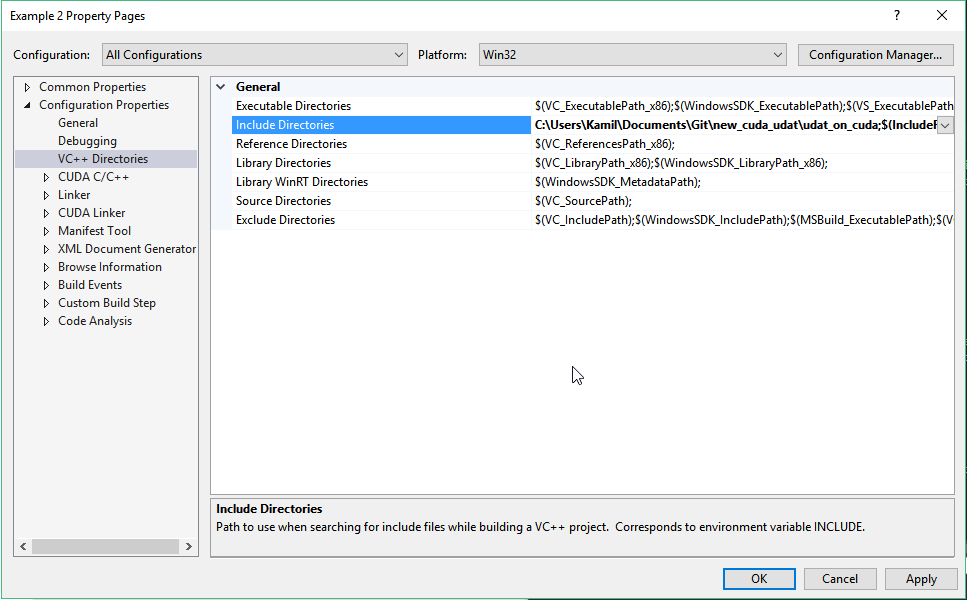 Example 2 Property Pages
?
Configuration: All Configurations Platform: Win32 Configuration Manager...
Common Properties
Configuration Properties
General
Debugging
VC++ Directories
CUDA C/C++
Linker
CUDA Linker
Manifest Tool
XML Document Generator
Browse Information
Build Events
Custom Build Step
Code Analysis
General
Executable Directories $(VC_ExecutablePath_x86);$(WindowsSDK_ExecutablePath);$(VS_ExecutablePath
Include Directories C:\Users\Kamil\Documents\Git\new_cuda_udat\udat_on_cuda;$(Include
Reference Directories $(VC_ReferencesPath_x86);
Library Directories $(VC_LibraryPath_x86);$(WindowsSDK_LibraryPath_x86);
Library WinRT Directories $(WindowsSDK_MetadataPath);
Source Directories $(VC_SourcePath);
Exclude Directories $(VC_IncludePath);$(WindowsSDK_IncludePath);$(MSBuild_ExecutablePath);$(V
Include Directories
Path to use when searching for include files while building a VC++ project. Corresponds to environment variable INCLUDE.
OK Cancel Apply